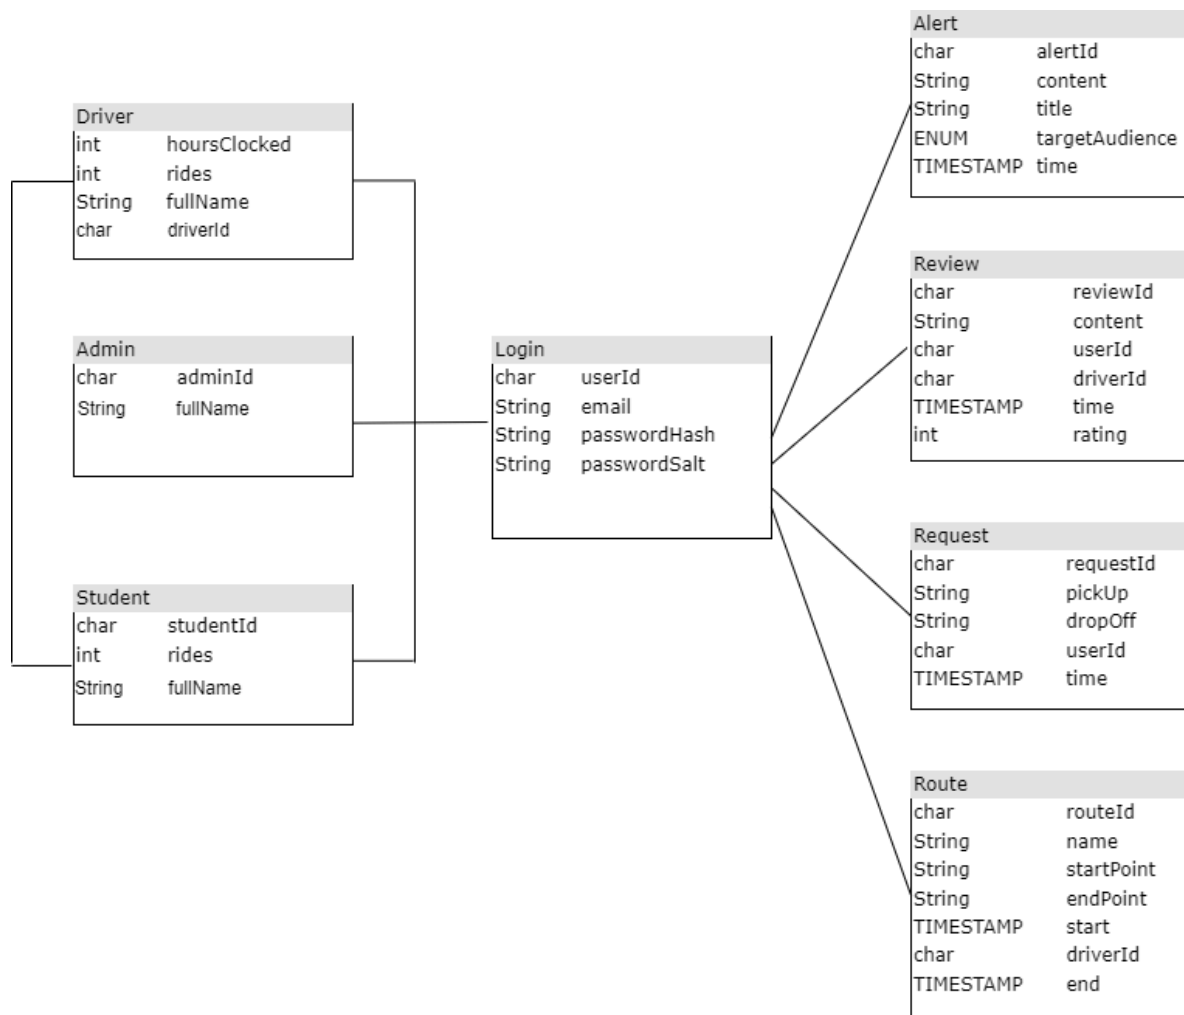 Driver
int hoursClocked
int rides
String fullName
char driverId
Admin
char adminId
String fullName
Student
char studentId
int rides
String fullName
Login
char userId
String email
String passwordHash
String passwordSalt
Alert
char alertId
String content
String title
ENUM targetAudience
TIMESTAMP time
Review
char reviewId
String content
char userId
char driverId
TIMESTAMP time
int rating
Request
char requestId
String pickUp
String dropOff
char userId
TIMESTAMP time
Route
char routeId
String name
String startPoint
String endPoint
TIMESTAMP start
char driverId
TIMESTAMP end